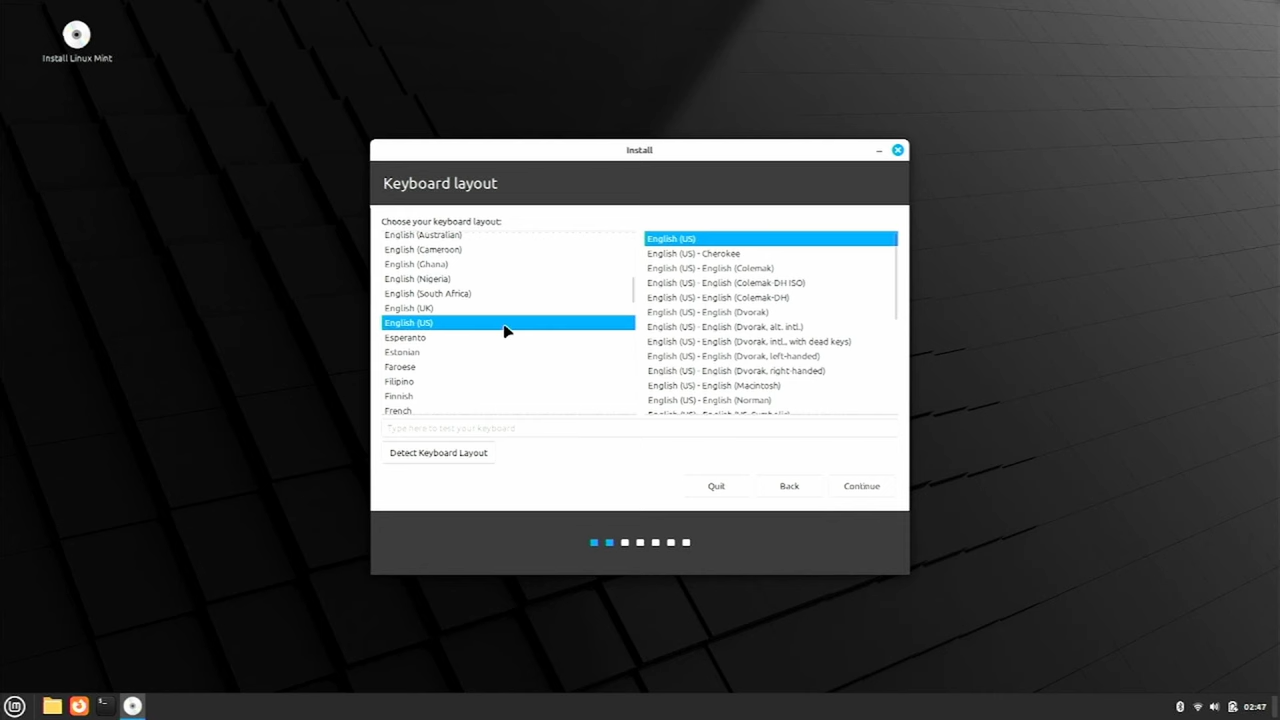 Install Linux Mint
Install
Keyboard layout
Choose your keyboard layout:
English (Australian)
English (Cameroon)
English (Ghana)
English (Nigeria)
English (South Africa)
English (UK)
English (US)
Esperanto
Estonian
Faroese
Filipino
Finnish
French
English (US)
English (US) - Cherokee
English (US) - English (Colemak)
English (US) - English (Colemak-DH ISO)
English (US) - English (Colemak-DH)
English (US) - English (Dvorak)
English (US) - English (Dvorak, alt. intl.)
English (US) - English (Dvorak, intl., with dead keys)
English (US) - English (Dvorak, left-handed)
English (US) - English (Dvorak, right-handed)
English (US) - English (Macintosh)
English (US) - English (Norman)
English (US) - English (US, Symbolic)
Type here to test your keyboard
Detect Keyboard Layout
Quit
Back
Continue
02:47